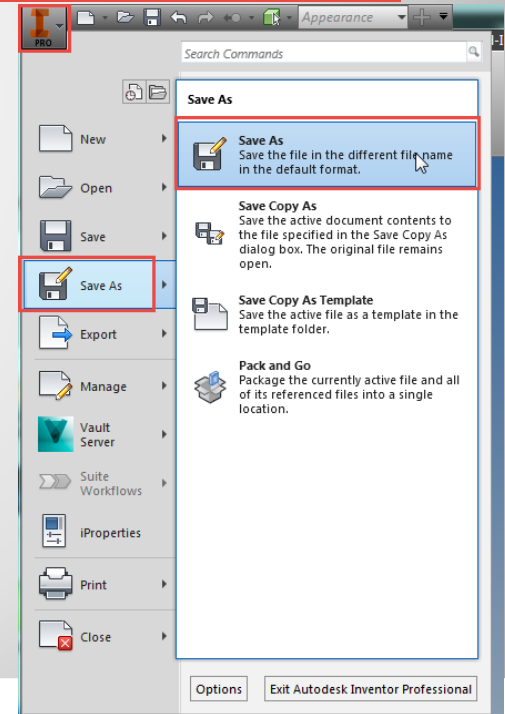 PRO
Appearance
Search Commands
New
Open
Save
Save As
Export
Manage
Vault
Server
Suite
Workflows
iProperties
Print
Close
Save As
Save As
Save the file in the different file name
in the default format.
Save Copy As
Save the active document contents to
the file specified in the Save Copy As
dialog box. The original file remains
open.
Save Copy As Template
Save the active file as a template in the
template folder.
Pack and Go
Package the currently active file and all
of its referenced files into a single
location.
Options
Exit Autodesk Inventor Professional